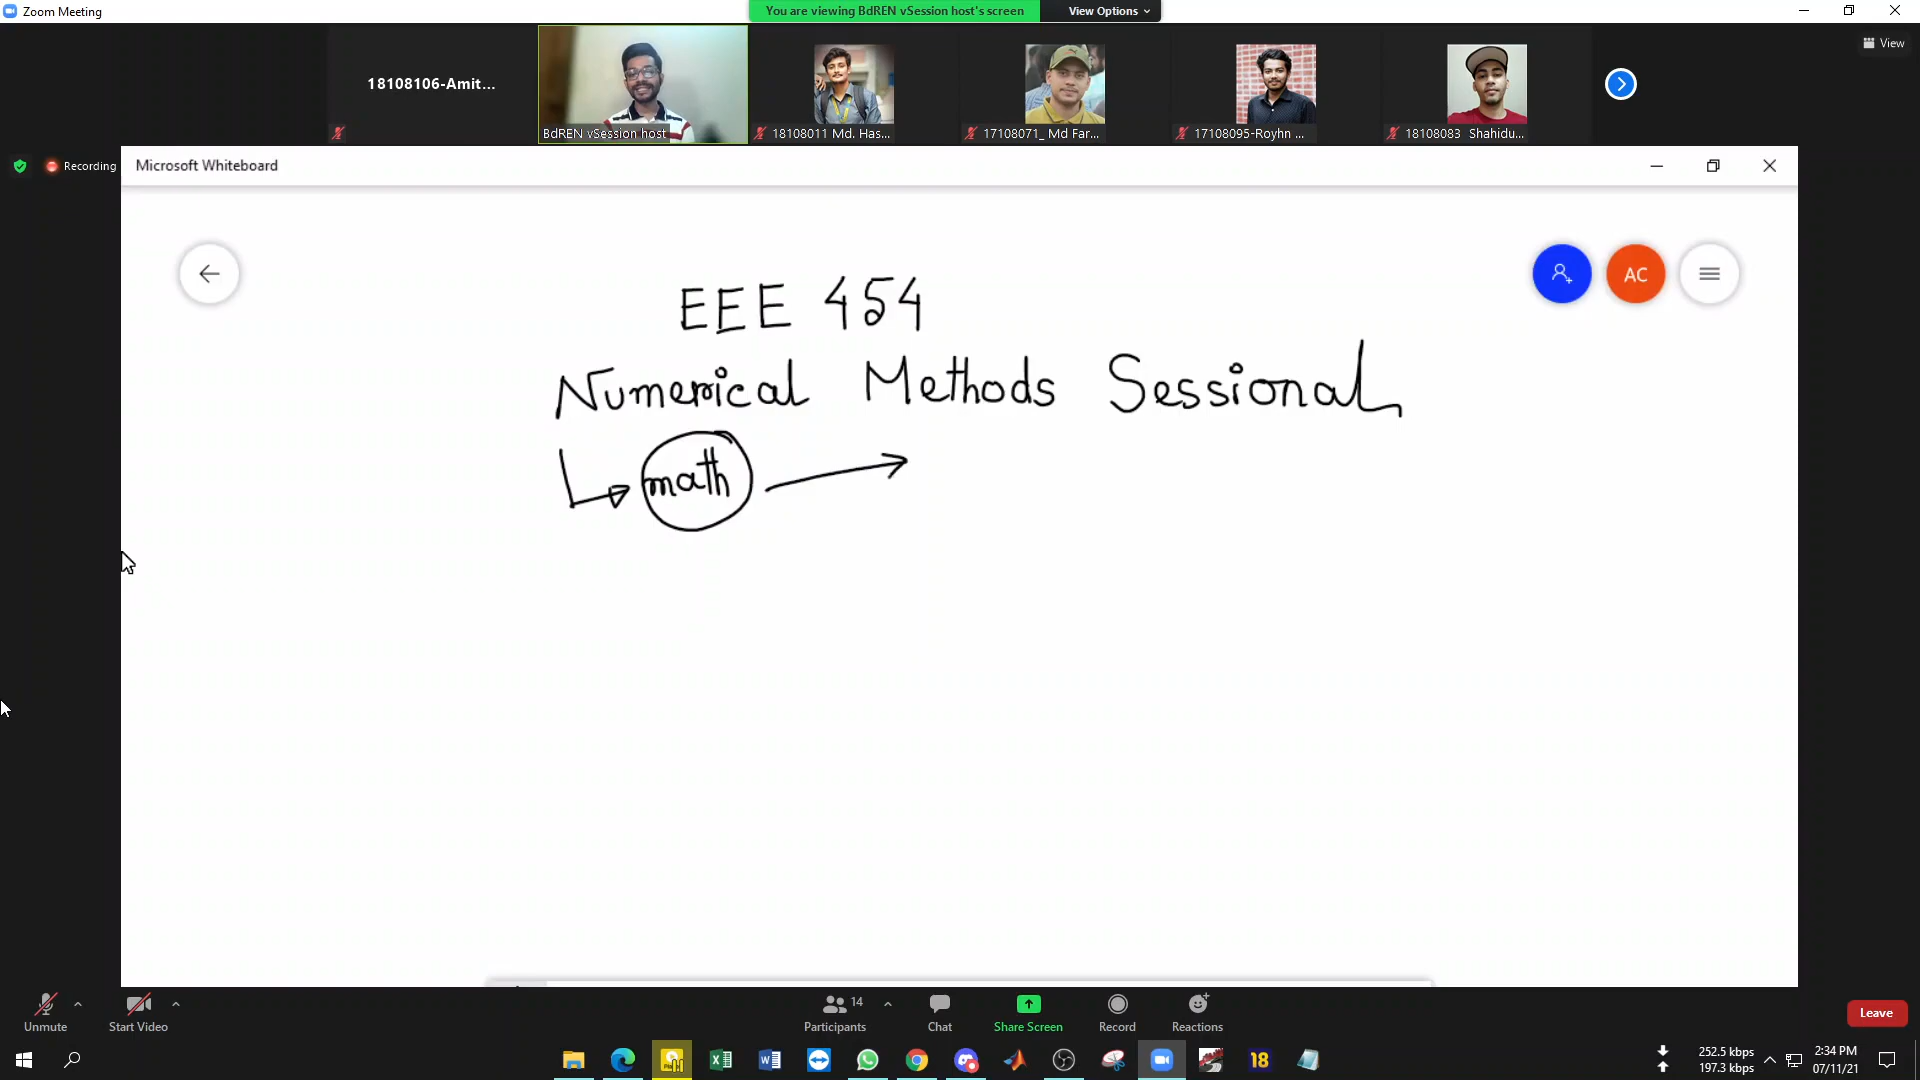 Zoom Meeting
You are viewing BdREN vSession host's screen
View Options
View
18108106-Amit...
BdREN vSession host
18108011 Md. Has...
17108071_ Md Far...
17108095-Royhn ...
18108083 Shahidu...
Recording
Microsoft Whiteboard
AC
EEE 454
Numerical Methods Sessional
math
Unmute
Start Video
14
Participants
Chat
Share Screen
Record
Reactions
Leave
18
252.5 kbps
197.3 kbps
2:34 PM
07/11/21